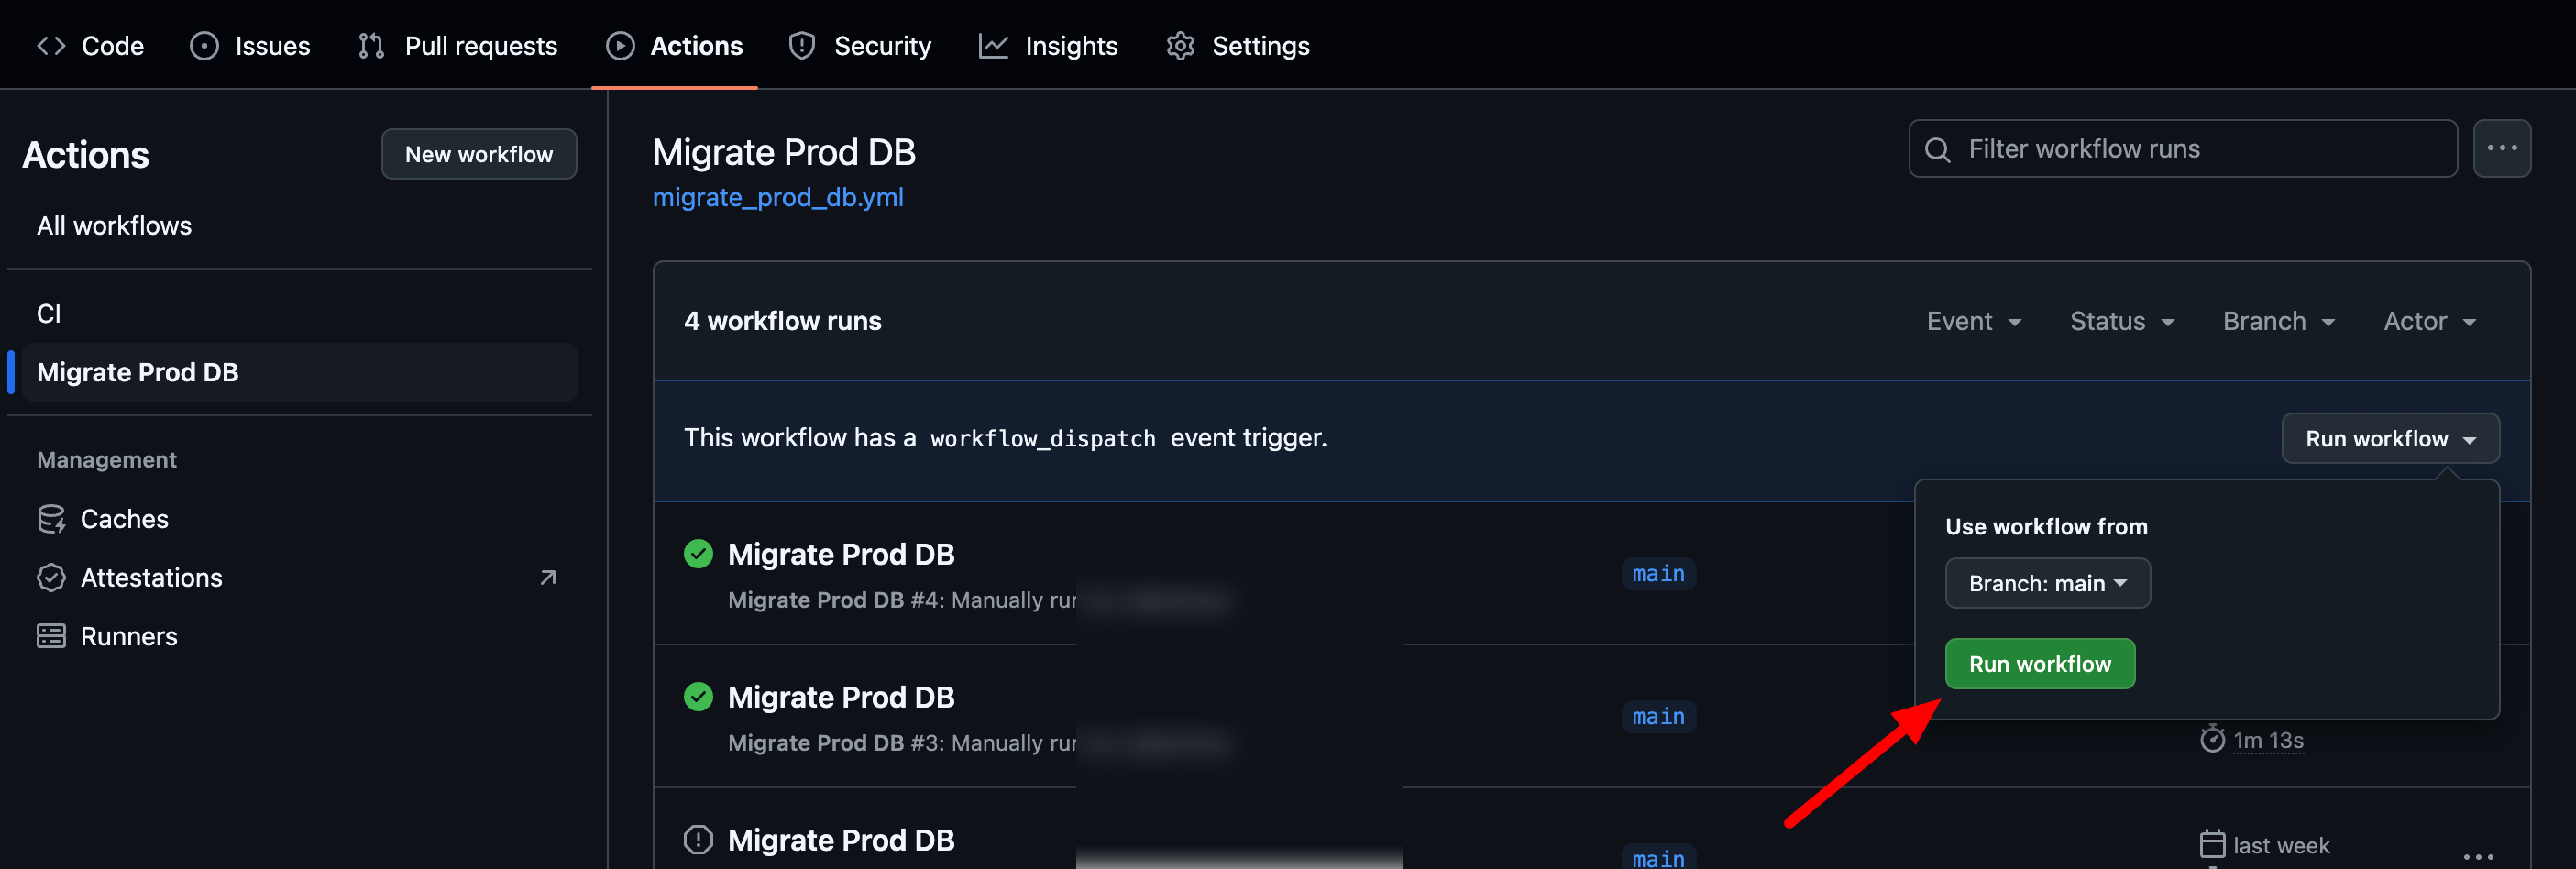 Code Issues Pull requests Actions Security Insights Settings
Actions
New workflow
All workflows
CI
Migrate Prod DB
Management
Caches
Attestations
Runners
Migrate Prod DB
migrate_prod_db.yml
Filter workflow runs
4 workflow runs
Event Status Branch Actor
This workflow has a workflow_dispatch event trigger.
Run workflow
Use workflow from
Branch: main
Run workflow
Migrate Prod DB
main
Migrate Prod DB #4: Manually run
Migrate Prod DB
main
Migrate Prod DB #3: Manually run
1m 13s
Migrate Prod DB
main
last week